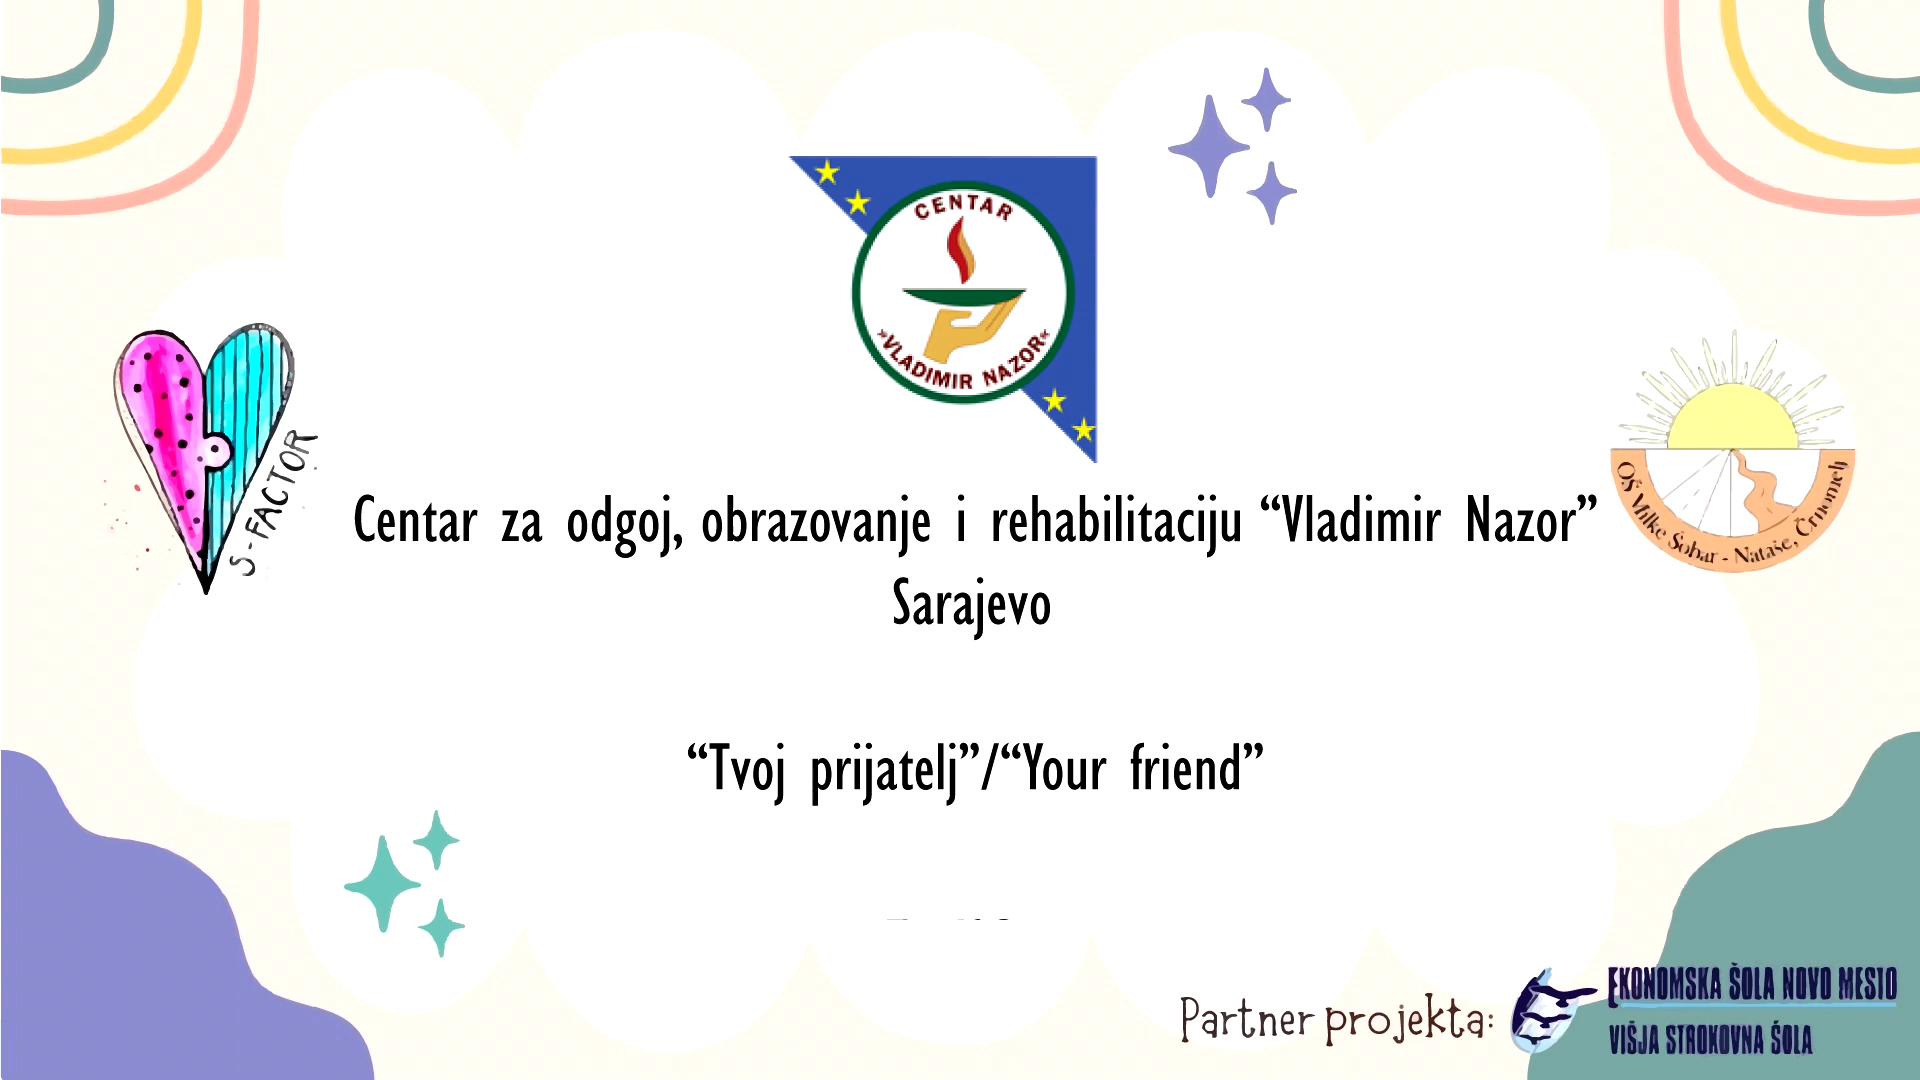 CENTAR
»VLADIMIR NAZOR«
S-FACTOR
OŠ Milke Šobar - Nataše, Črnomelj
Centar za odgoj, obrazovanje i rehabilitaciju “Vladimir Nazor”
Sarajevo
“Tvoj prijatelj”/“Your friend”
Partner projekta:
EKONOMSKA ŠOLA NOVO MESTO
VIŠJA STROKOVNA ŠOLA